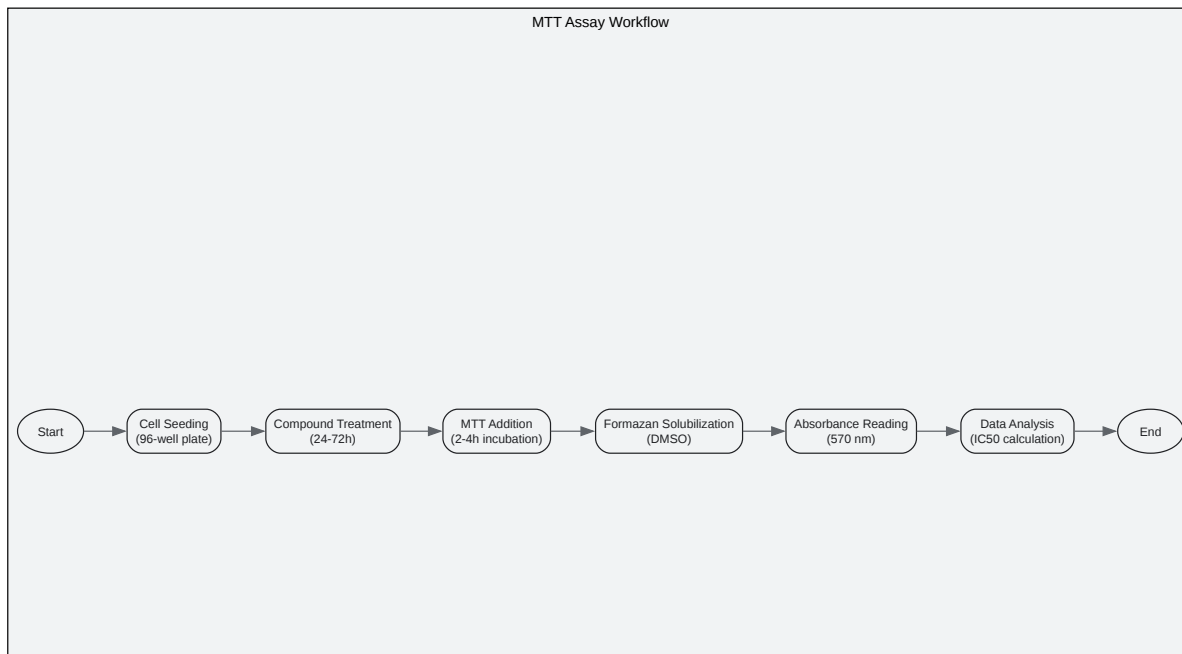 MTT Assay Workflow
Start
Cell Seeding
(96-well plate)
Compound Treatment
(24-72h)
MTT Addition
(2-4h incubation)
Formazan Solubilization
(DMSO)
Absorbance Reading
(570 nm)
Data Analysis
(IC50 calculation)
End